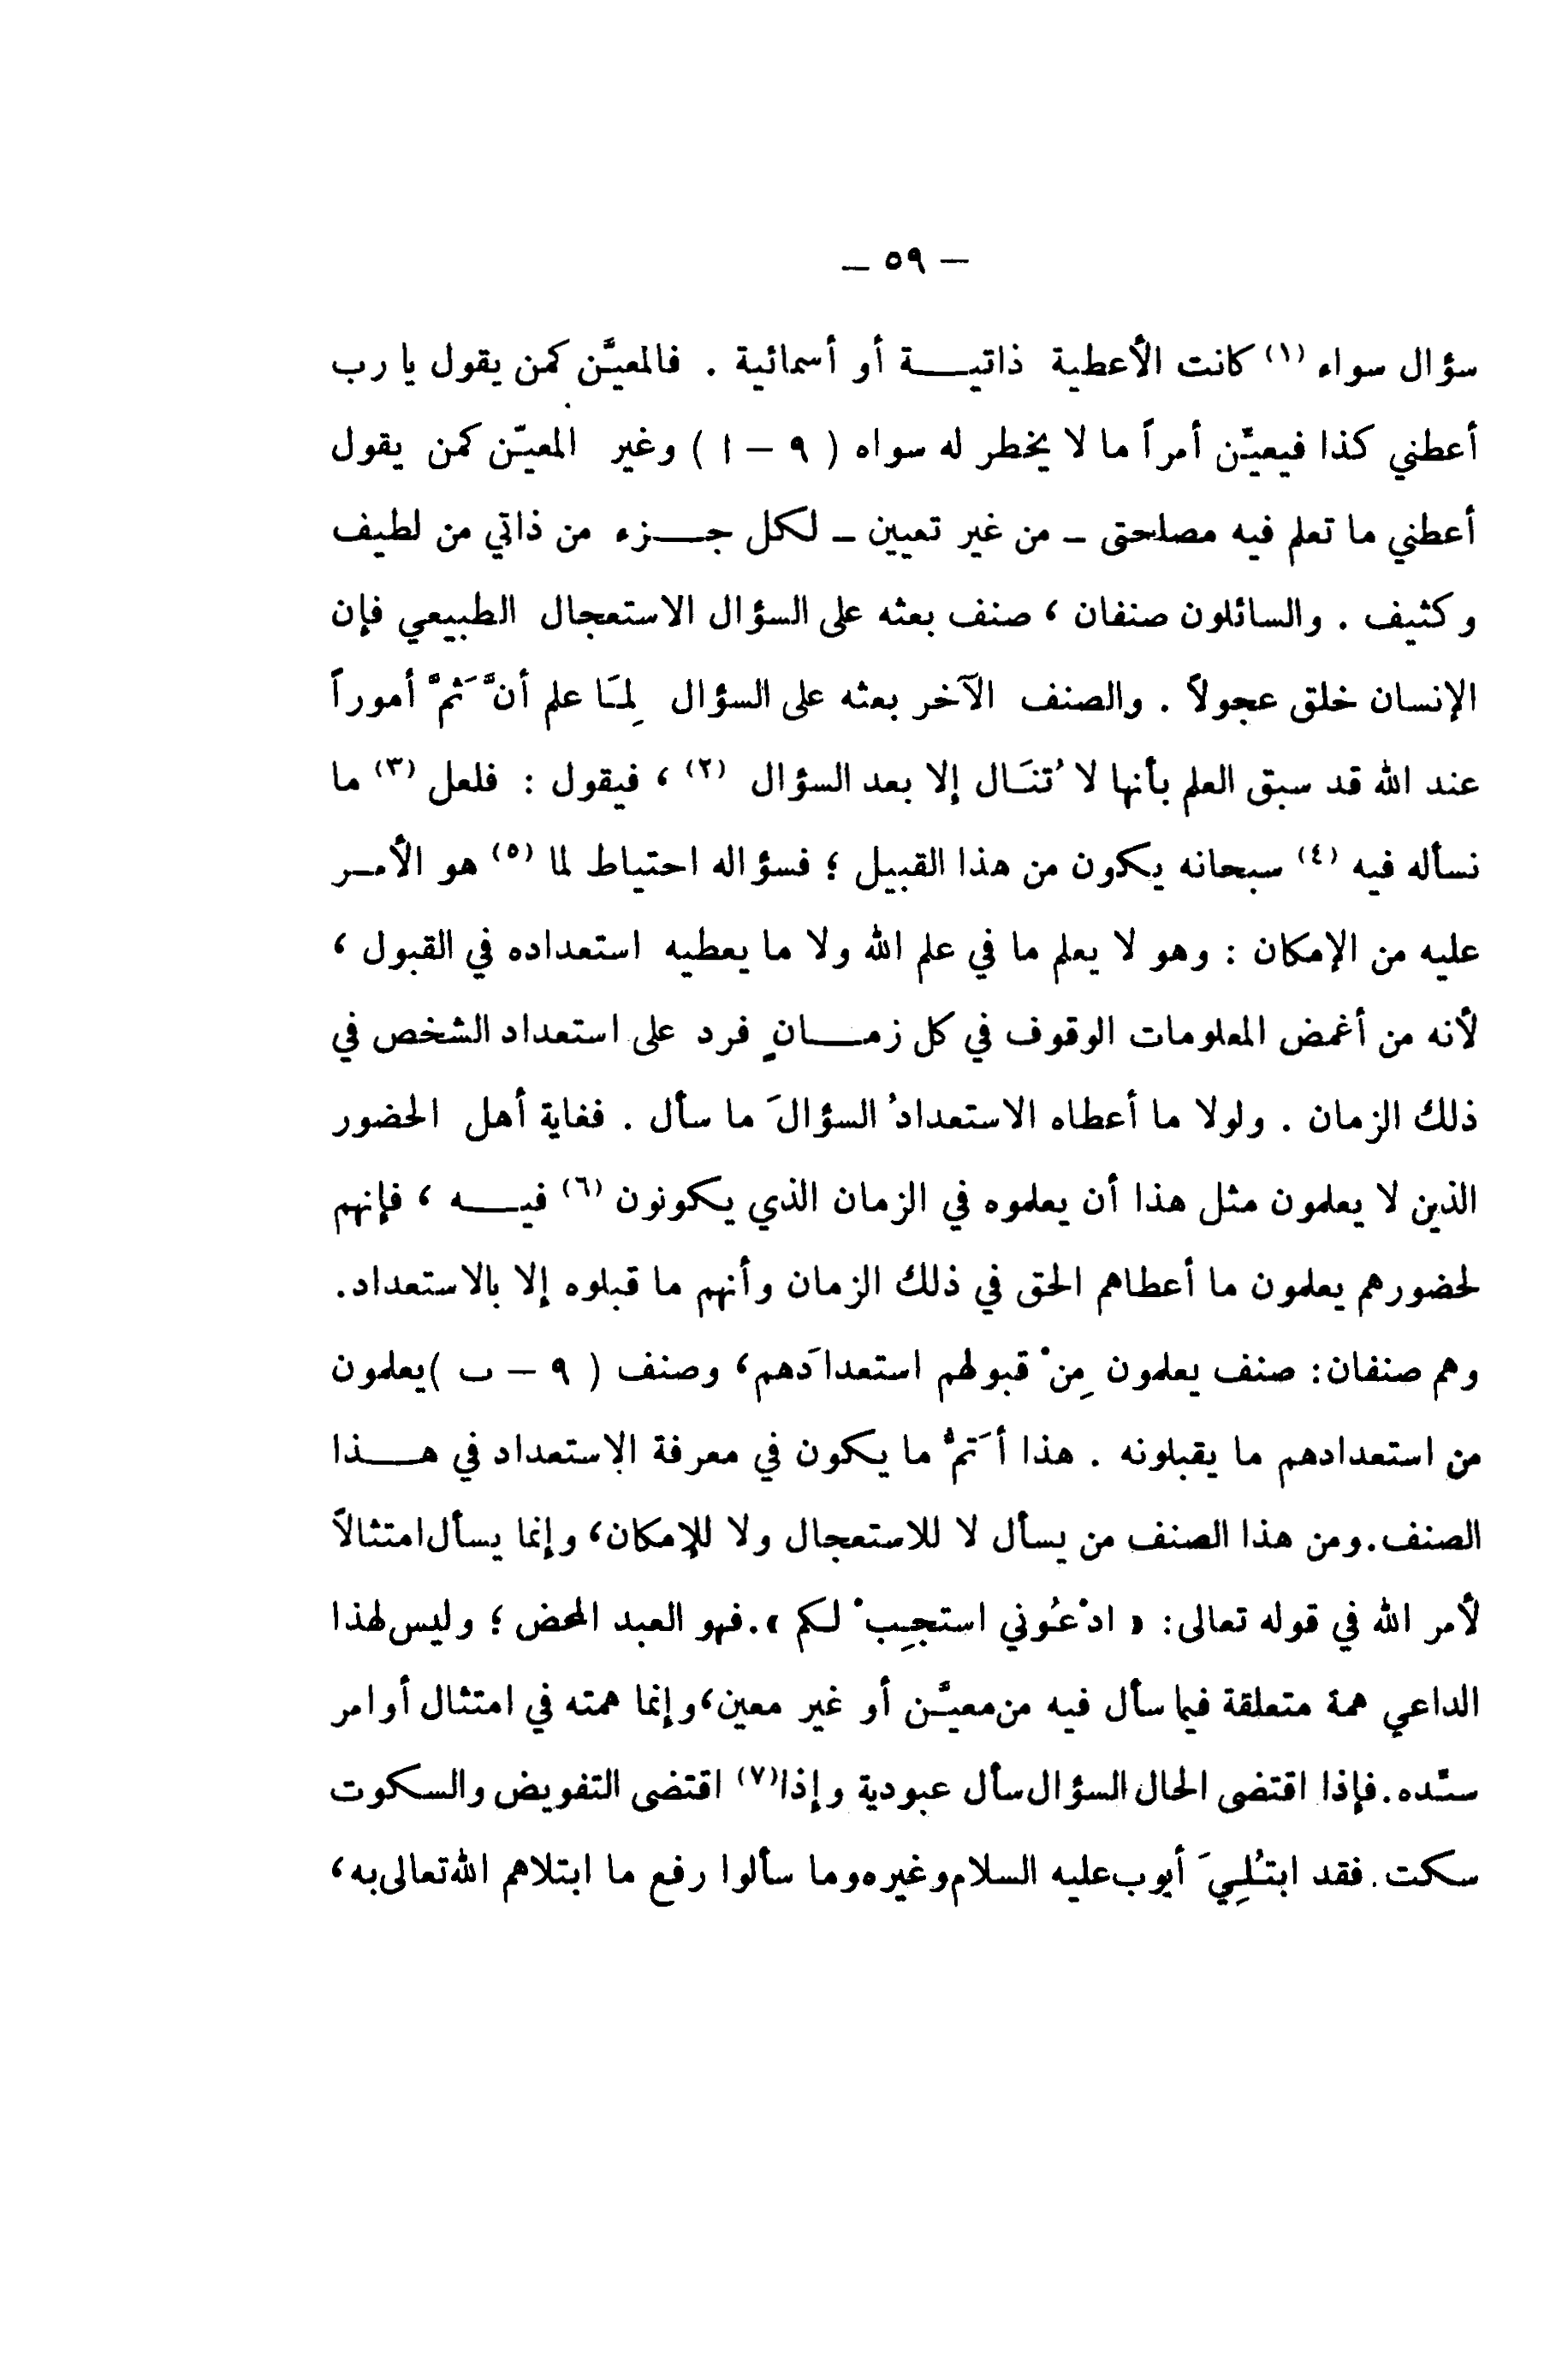 – ٥٩ –
سؤال سواء (١) كانت الأعطية ذاتيـــة أو أسمائية . فالمعيَّن كمن يقول يا رب
أعطني كذا فيعيِّن أمراً ما لا يخطر له سواه ( ٩ – ا ) وغير المعيّن كمن يقول
أعطني ما تعلم فيه مصلحتى – من غير تعيين – لكل جــزء من ذاتي من لطيف
وكثيف . والسائلون صنفان ، صنف بعثه على السؤال الاستعجال الطبيعي فإن
الإنسان خلق عجولاً . والصنف الآخر بعثه على السؤال لِمَـا علم أنَّ ثَمَّ أموراً
عند الله قد سبق العلم بأنها لا تُنَـال إلا بعد السؤال (٢) ، فيقول : فلعل (٣) ما
نسأله فيه (٤) سبحانه يكون من هذا القبيل ؛ فسؤاله احتياط لما (٥) هو الأمـر
عليه من الإمكان : وهو لا يعلم ما في علم الله ولا ما يعطيه استعداده في القبول ،
لأنه من أغمض المعلومات الوقوف في كل زمـــانٍ فرد على استعداد الشخص في
ذلك الزمان . ولولا ما أعطاه الاستعدادُ السؤالَ ما سأل . فغاية أهل الحضور
الذين لا يعلمون مثل هذا أن يعلموه في الزمان الذي يكونون (٦) فيـــه ، فإنهم
لحضورهم يعلمون ما أعطاهم الحق في ذلك الزمان وأنهم ما قبلوه إلا بالاستعداد.
وهم صنفان: صنف يعلمون مِنْ قبولهم استعدادَهم، وصنف ( ٩ – ب )يعلمون
من استعدادهم ما يقبلونه . هذا أَتمُّ ما يكون في معرفة الاستعداد في هـــذا
الصنف.ومن هذا الصنف من يسأل لا للاستعجال ولا للإمكان، وإنما يسأل امتثالاً
لأمر الله في قوله تعالى: « ادْعُوني استجِبْ لكم ».فهو العبد المحض ؛ وليس لهذا
الداعي همة متعلقة فيما سأل فيه من معيَّن أو غير معين،وإنما همته في امتثال أوامر
سيِّده.فإذا اقتضى الحال السؤال سأل عبودية وإذا(٧) اقتضى التفويض والسكوت
سكت.فقد ابتُلِيَ أيوب عليه السلام وغيره وما سألوا رفع ما ابتلاهم الله تعالى به،